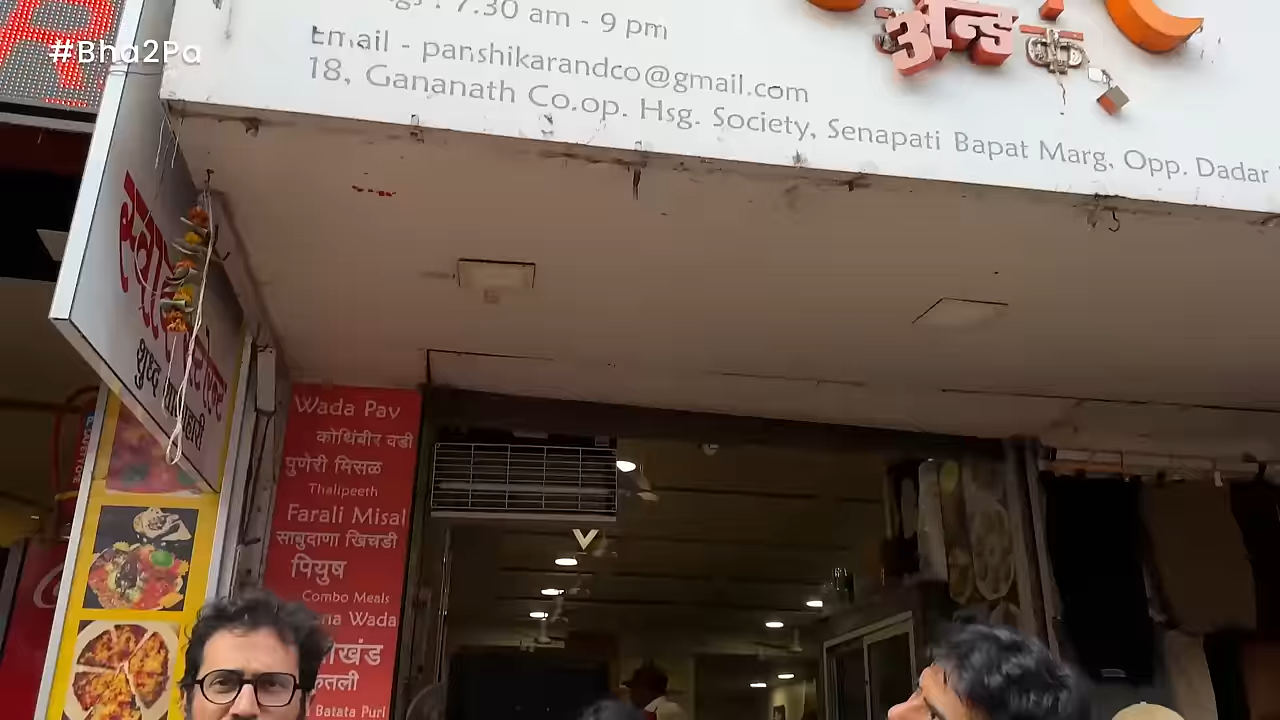 #Bha2Pa
: 7.30 am - 9 pm
Email - panshikarandco@gmail.com
18, Gananath Co.op. Hsg. Society, Senapati Bapat Marg, Opp. Dadar
अ‍ॅन्ड कं
शुध्द
Wada Pav
कोथिंबीर वडी
पुणेरी मिसळ
Thalipeeth
Farali Misal
साबुदाणा खिचडी
पियुष
Combo Meals
Wada
Batata Puri